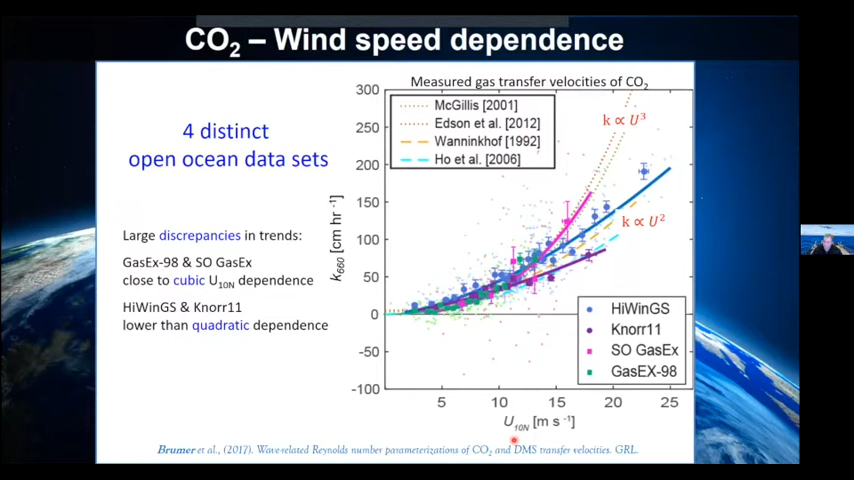 CO2 – Wind speed dependence
4 distinct
open ocean data sets
Large discrepancies in trends:
GasEx-98 & SO GasEx
close to cubic U10N dependence
HiWinGS & Knorr11
lower than quadratic dependence
Measured gas transfer velocities of CO2
McGillis [2001]
Edson et al. [2012]
Wanninkhof [1992]
Ho et al. [2006]
k ∝ U³
k ∝ U²
k660 [cm hr⁻¹]
300
250
200
150
100
50
0
-50
-100
5
10
15
20
25
U10N [m s⁻¹]
HiWinGS
Knorr11
SO GasEx
GasEX-98
Brumer et al., (2017). Wave-related Reynolds number parameterizations of CO2 and DMS transfer velocities. GRL.